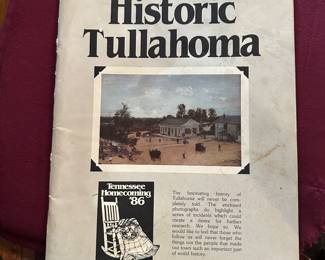 Historic
Tullahoma
Tennessee
Homecoming
'86
The fascinating history of
Tullahoma will never be com-
pletely told. The enclosed
photographs do highlight a
series of incidents which could
create a desire for further
research. We hope so. We
would like to feel that those who
follow us will never forget the
things nor the people that made
our town such an important part
of world history.